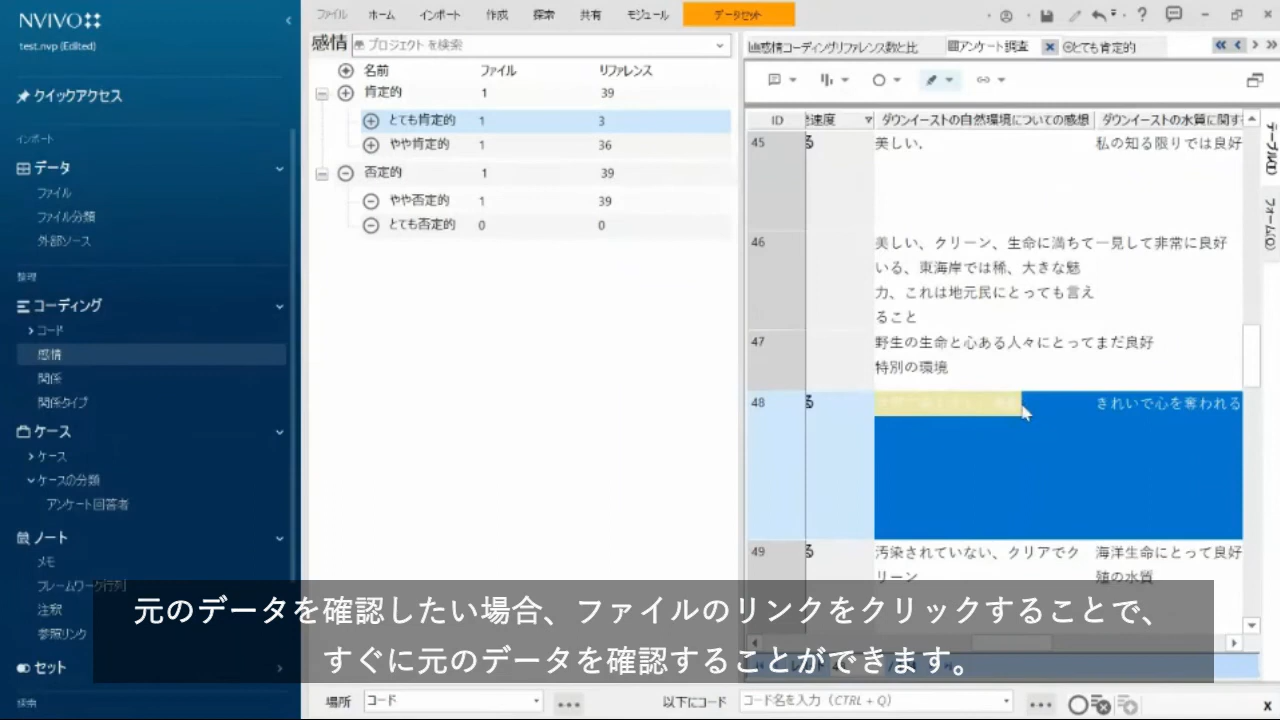 NVIVO
test.nvp (Edited)
クイックアクセス
インポート
データ
ファイル
ファイル分類
外部ソース
整理
コーディング
コード
感情
関係
関係タイプ
ケース
ケース
ケースの分類
アンケート回答者
ノート
メモ
フレームワーク行列
注釈
参照リンク
セット
探索
ファイル ホーム インポート 作成 探索 共有 モジュール データセット
感情 プロジェクト を検索
名前 ファイル リファレンス
肯定的 1 39
とても肯定的 1 3
やや肯定的 1 36
否定的 1 39
やや否定的 1 39
とても否定的 0 0
感情コーディングリファレンス数と比 アンケート調査 とても肯定的
ID 速度 ダウンイーストの自然環境についての感想 ダウンイーストの水質に関す
45 る 美しい. 私の知る限りでは良好
46 美しい、クリーン、生命に満ちて 一見して非常に良好
いる、東海岸では稀、大きな魅
力、これは地元民にとっても言え
ること
47 野生の生命と心ある人々にとって まだ良好
特別の環境
48 る きれいで心を奪われる
49 る 汚染されていない、クリアでク 海洋生命にとって良好
リーン 殖の水質
テーブル(I)
フォーム(Q)
元のデータを確認したい場合、ファイルのリンクをクリックすることで、
すぐに元のデータを確認することができます。
場所 コード 以下にコード コード名を入力 (CTRL + Q)